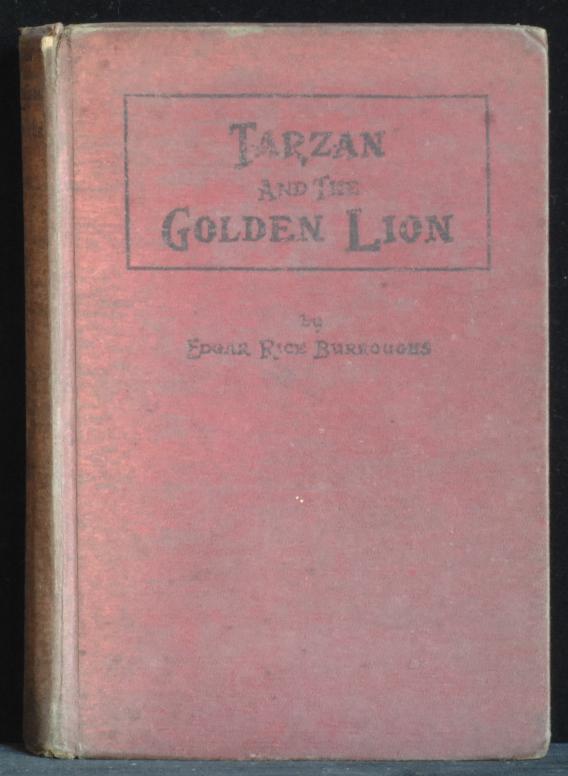 TARZAN
AND THE
GOLDEN LION
by
EDGAR RICE BURROUGHS